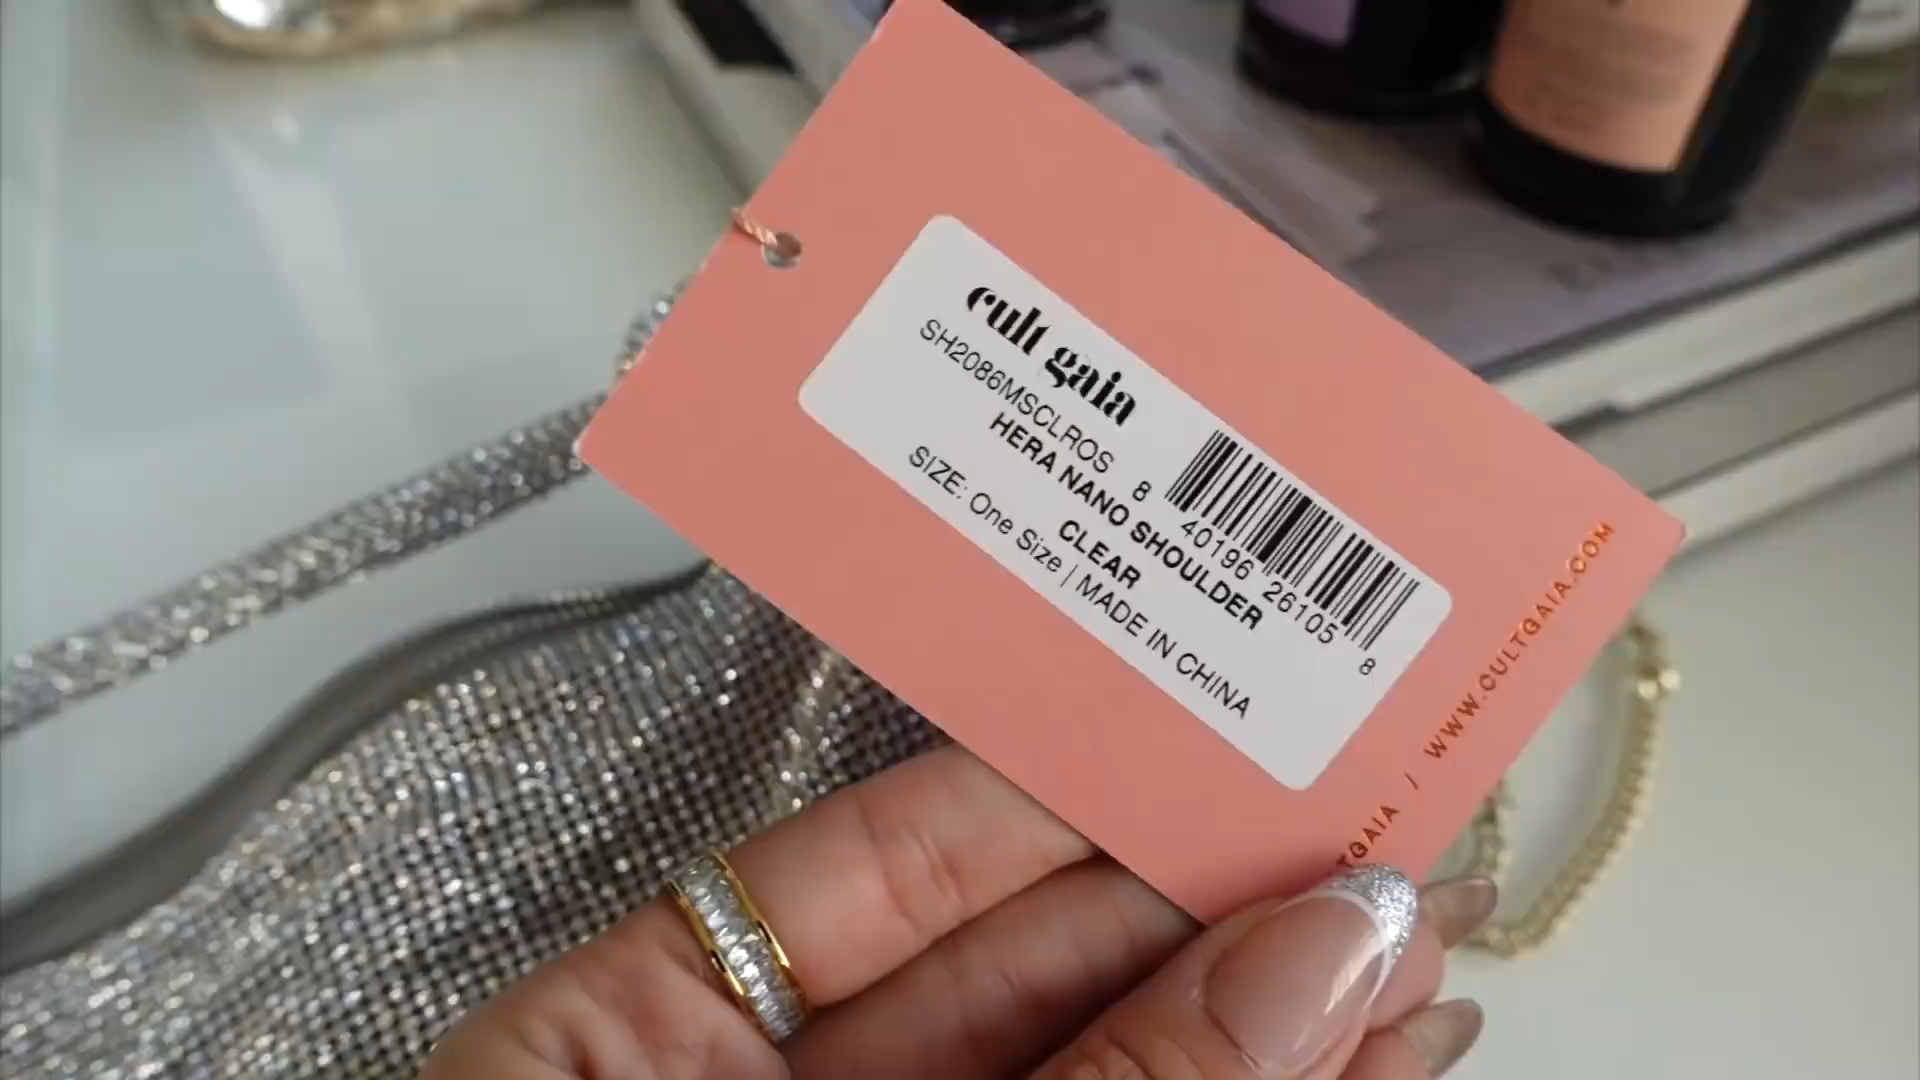 cult gaia
SH2086MSCLROS
HERA NANO SHOULDER
CLEAR
SIZE: One Size | MADE IN CHINA
8 40196 26105 8
TGAIA / WWW.CULTGAIA.COM